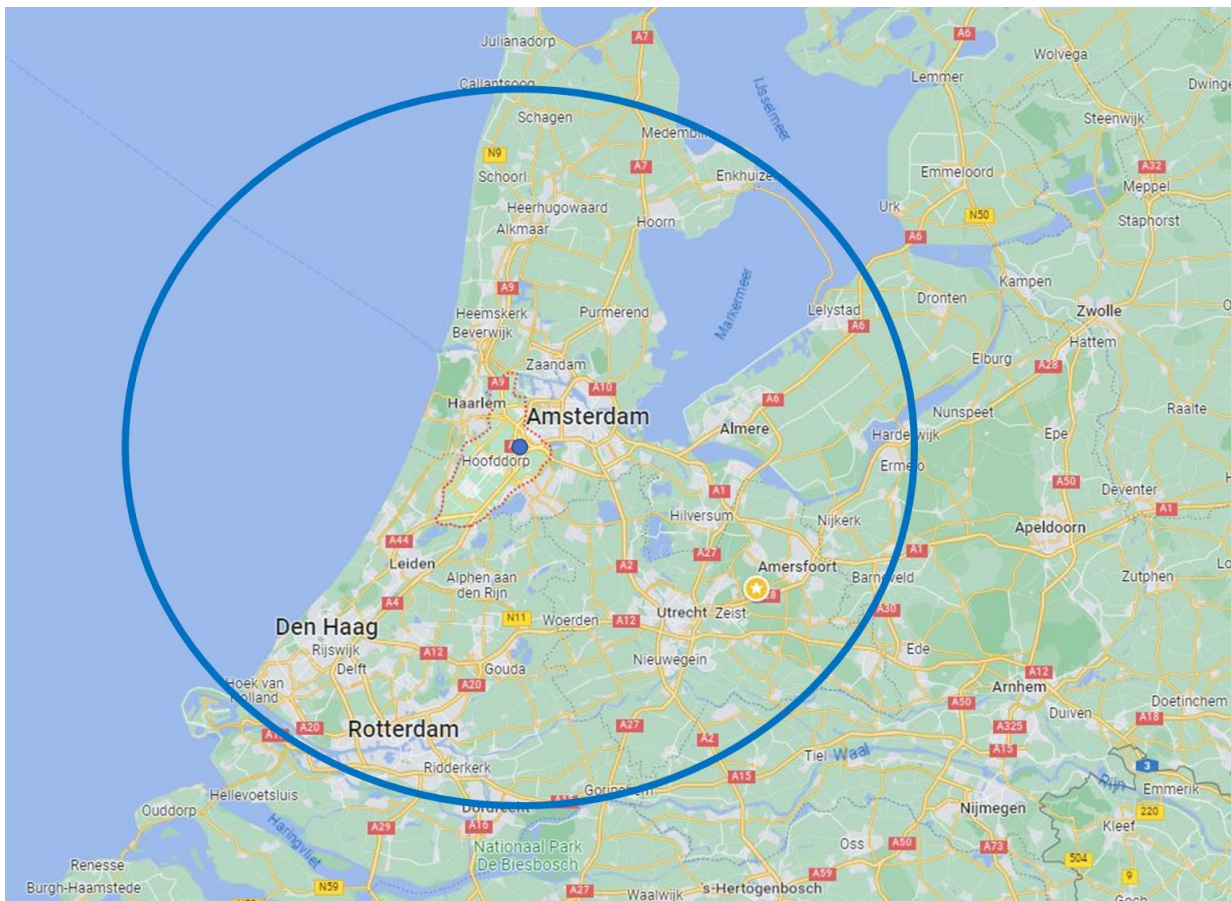 Julianadorp
A7
A6
Wolvega
Callantsoog
Lemmer
IJsselmeer
Schagen
Medemblik
Steenwijk
N9
A7
Emmeloord
A32
Schoorl
Enkhuizen
Meppel
Heerhugowaard
Urk
N50
Alkmaar
Hoorn
A6
Staphorst
Markermeer
A9
Kampen
Heemskerk
Purmerend
Lelystad
Dronten
Zwolle
Beverwijk
A6
Hattem
Zaandam
Elburg
A28
A9
A10
Haarlem
Amsterdam
A6
Nunspeet
Raalte
Almere
Harderwijk
Epe
Hoofddorp
Ermelo
A50
Deventer
A1
A1
Hilversum
Nijkerk
Apeldoorn
A44
A27
A1
Leiden
A2
Amersfoort
Alphen aan
den Rijn
Barneveld
Zutphen
A4
N11
Woerden
A12
Utrecht
Zeist
A30
Den Haag
Rijswijk
A12
Delft
Gouda
Nieuwegein
Ede
A12
Hoek van
Holland
A20
Arnhem
A50
Doetinchem
A20
Rotterdam
A27
A2
A325
Duiven
A18
A15
Tiel
Waal
Ridderkerk
A15
3
Rijn
Emmerik
Hellevoetsluis
Gorinchem
Ouddorp
Dordrecht
Nijmegen
220
Haringvliet
A29
A16
Kleef
Nationaal Park
De Biesbosch
Oss
A50
A73
Renesse
504
A59
9
Burgh-Haamstede
N59
A27
Waalwijk
's-Hertogenbosch
Goch